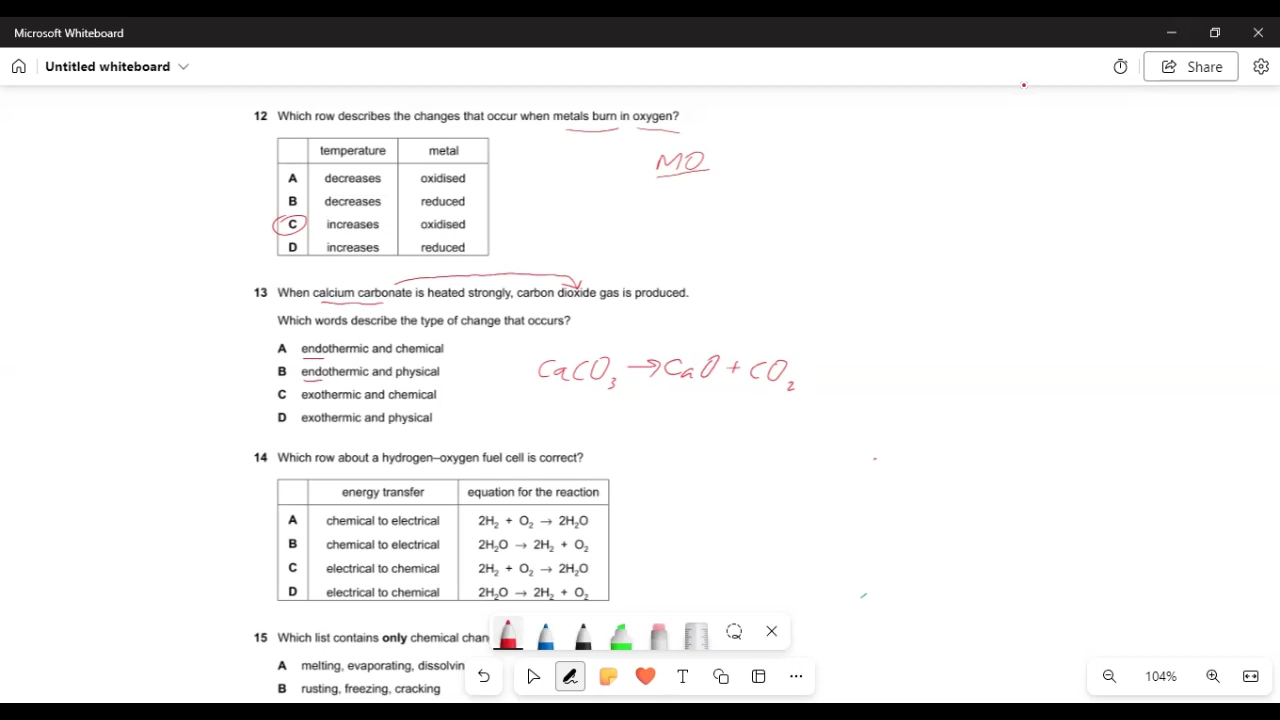 Microsoft Whiteboard
Untitled whiteboard
Share
12 Which row describes the changes that occur when metals burn in oxygen?
MO
temperature metal
A decreases oxidised
B decreases reduced
C increases oxidised
D increases reduced
13 When calcium carbonate is heated strongly, carbon dioxide gas is produced.
Which words describe the type of change that occurs?
A endothermic and chemical
B endothermic and physical
C exothermic and chemical
D exothermic and physical
CaCO₃ → CaO + CO₂
14 Which row about a hydrogen–oxygen fuel cell is correct?
energy transfer equation for the reaction
A chemical to electrical 2H₂ + O₂ → 2H₂O
B chemical to electrical 2H₂O → 2H₂ + O₂
C electrical to chemical 2H₂ + O₂ → 2H₂O
D electrical to chemical 2H₂O → 2H₂ + O₂
15 Which list contains only chemical chan
A melting, evaporating, dissolvin
B rusting, freezing, cracking
T
104%